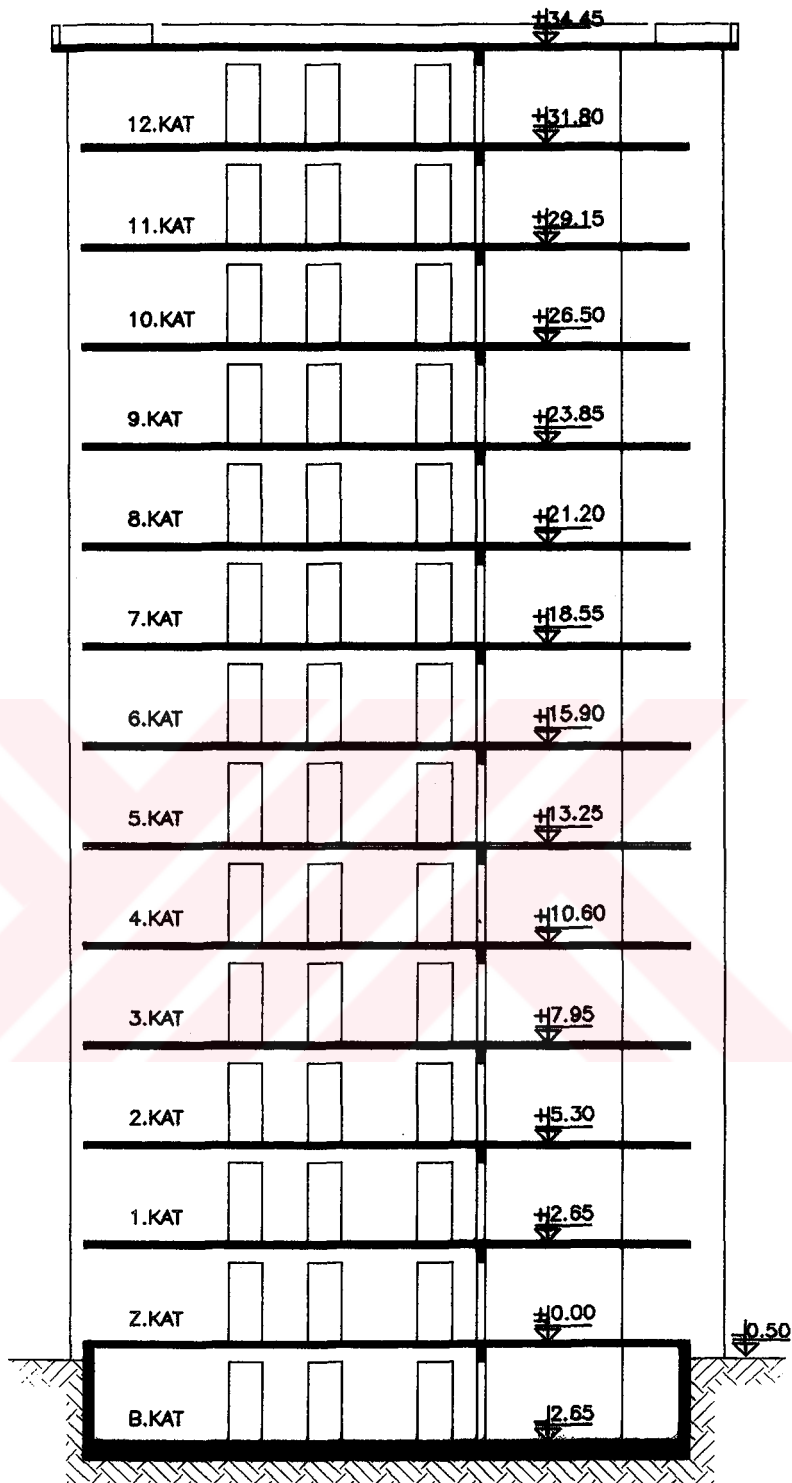 +34.45
12.KAT +31.80
11.KAT +29.15
10.KAT +26.50
9.KAT +23.85
8.KAT +21.20
7.KAT +18.55
6.KAT +15.90
5.KAT +13.25
4.KAT +10.60
3.KAT +7.95
2.KAT +5.30
1.KAT +2.65
Z.KAT ±0.00
-0.50
B.KAT -2.65